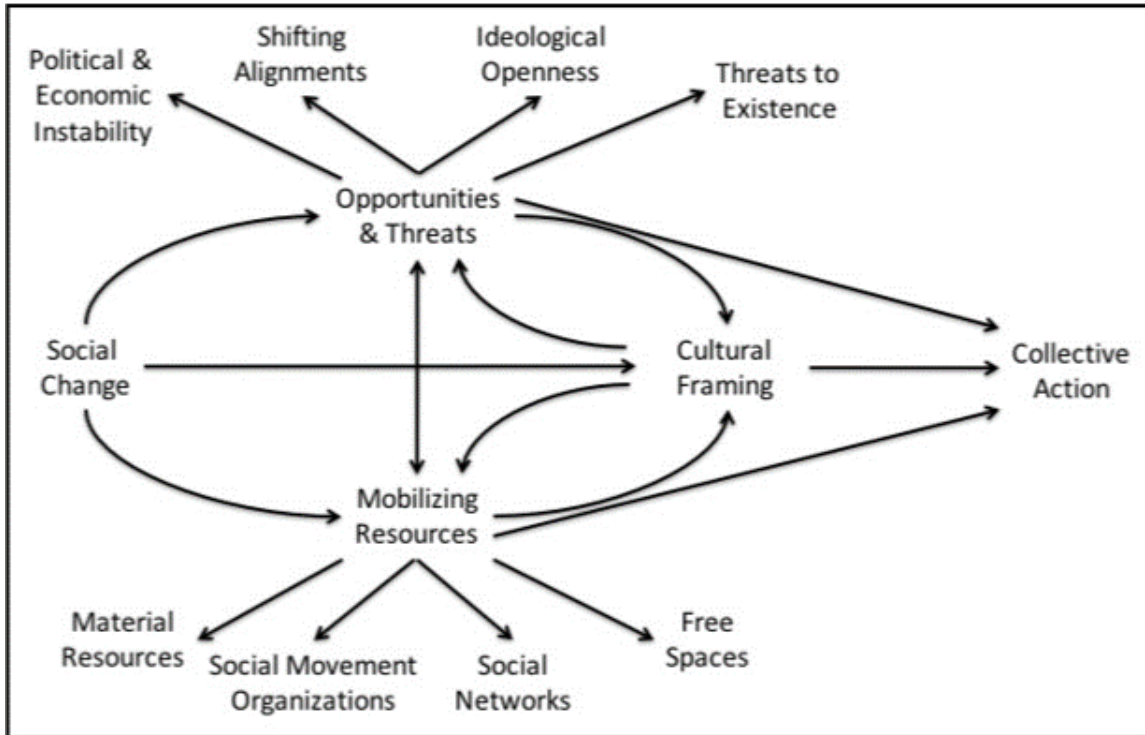 Political &
Economic
Instability
Shifting
Alignments
Ideological
Openness
Threats to
Existence
Opportunities
& Threats
Social
Change
Cultural
Framing
Collective
Action
Mobilizing
Resources
Material
Resources
Social Movement
Organizations
Social
Networks
Free
Spaces